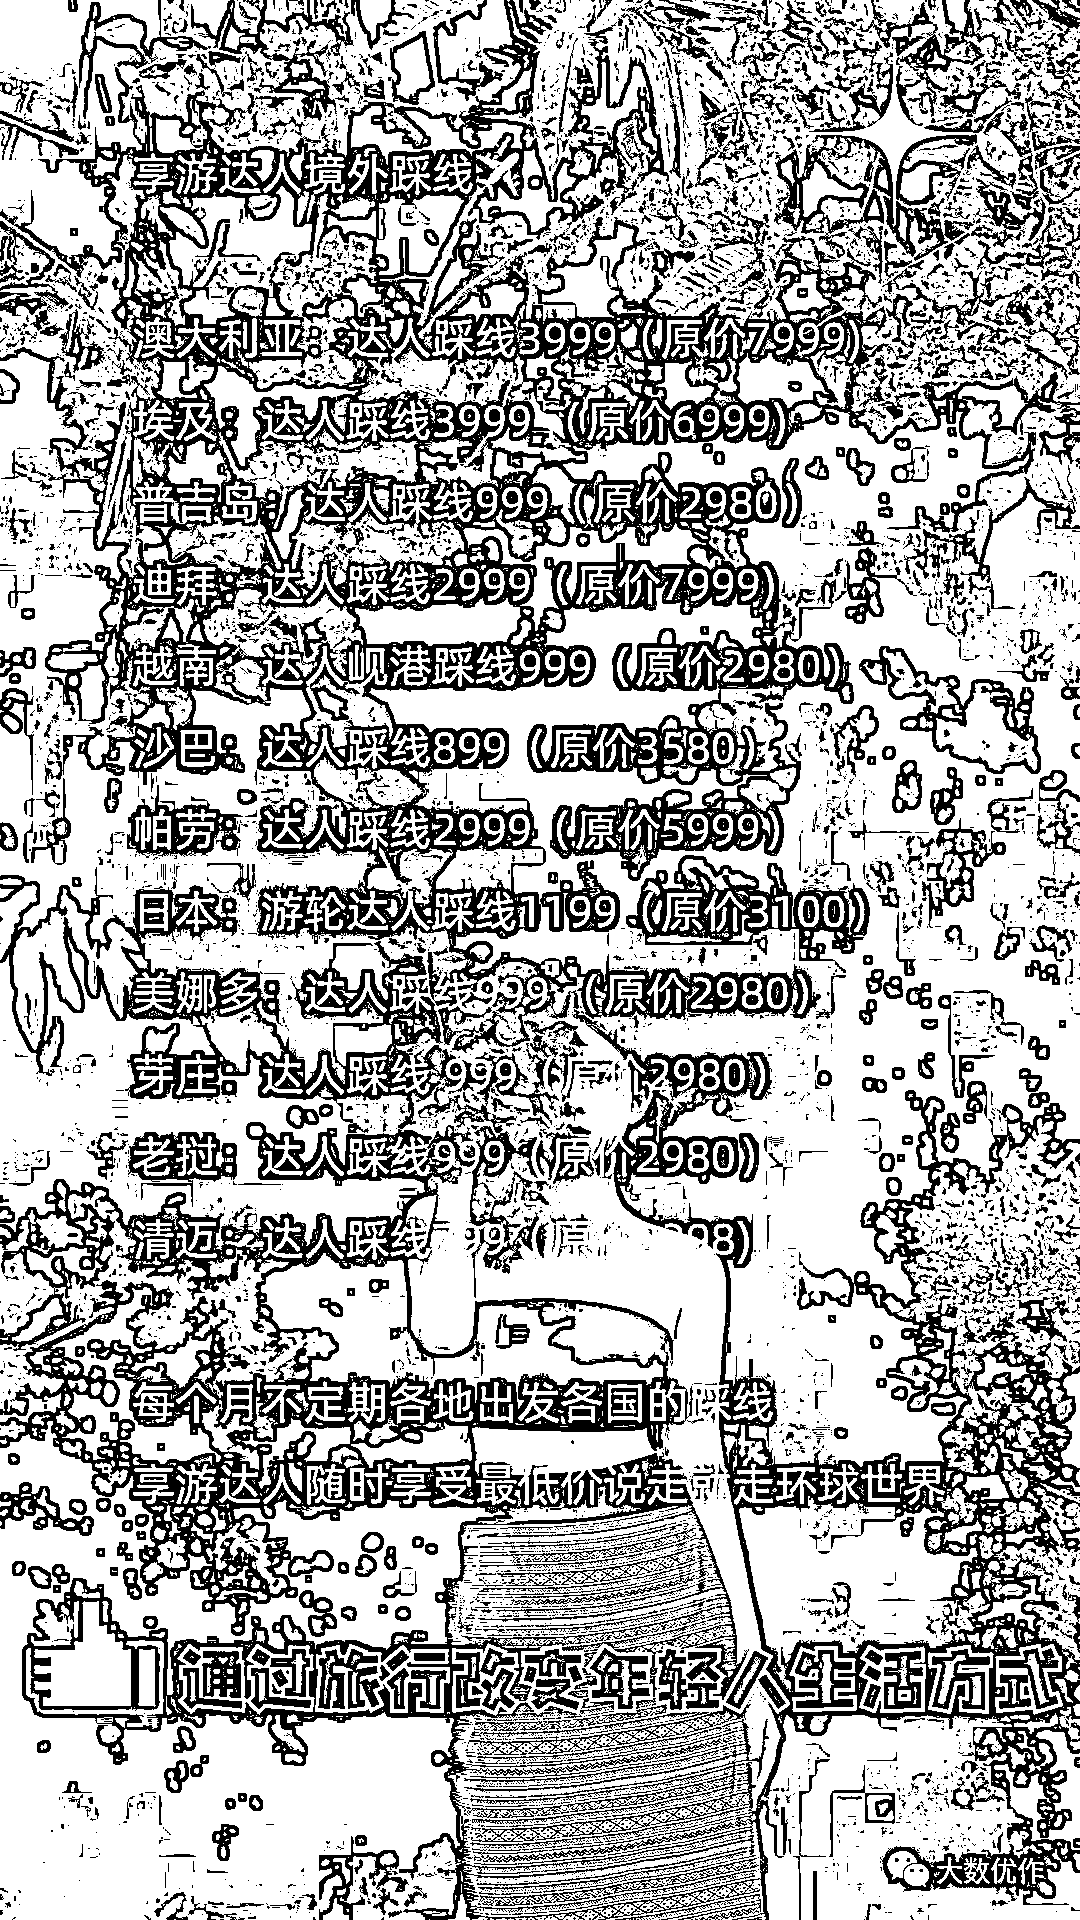 享游达人境外踩线
澳大利亚：达人踩线3999（原价7999）
埃及：达人踩线3999（原价6999）
普吉岛：达人踩线999（原价2980）
迪拜：达人踩线2999（原价7999）
越南：达人岘港踩线999（原价2980）
沙巴：达人踩线899（原价3580）
帕劳：达人踩线2999（原价5999）
日本：游轮达人踩线1199（原价3100）
美娜多：达人踩线999（原价2980）
芽庄：达人踩线999（原价2980）
老挝：达人踩线999（原价2980）
清迈：达人踩线
每个月不定期各地出发各国的踩线
享游达人随时享受最低价说走就走环球世界
通过旅行改变年轻人生活方式
大数优作